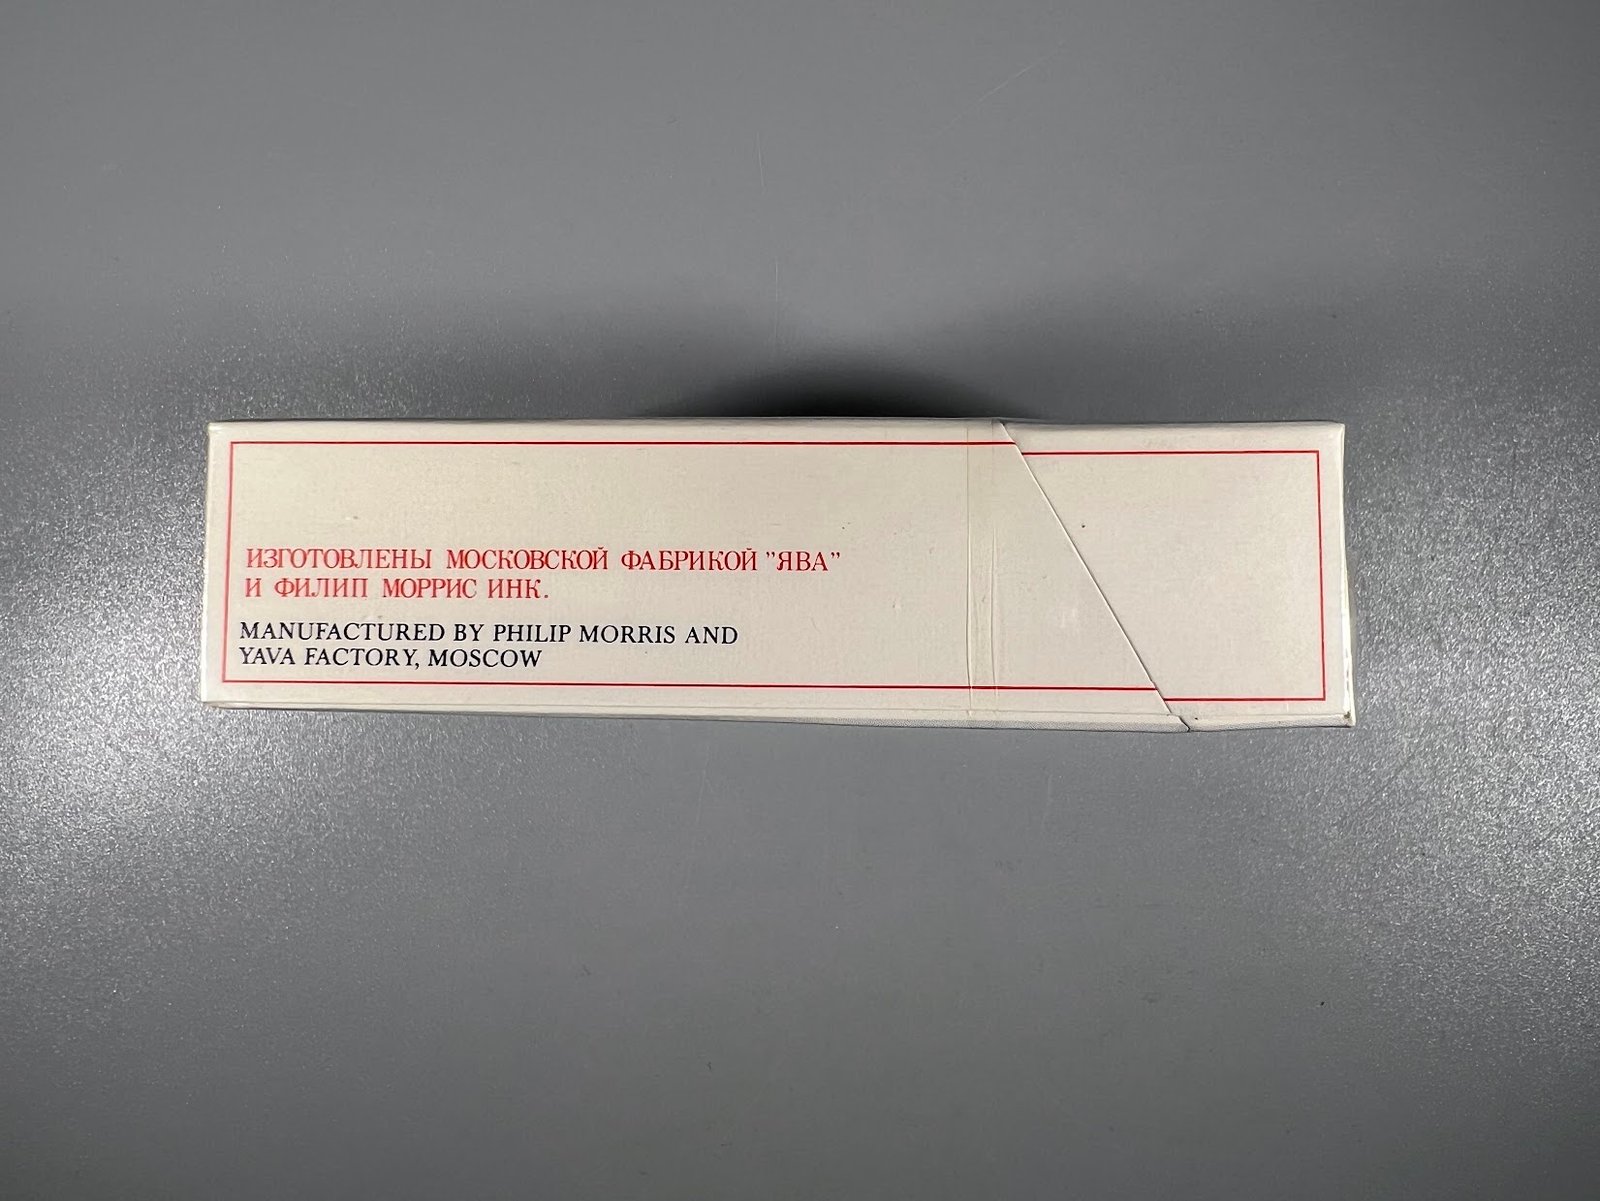 ИЗГОТОВЛЕНЫ МОСКОВСКОЙ ФАБРИКОЙ "ЯВА"
И ФИЛИП МОРРИС ИНК.
MANUFACTURED BY PHILIP MORRIS AND
YAVA FACTORY, MOSCOW